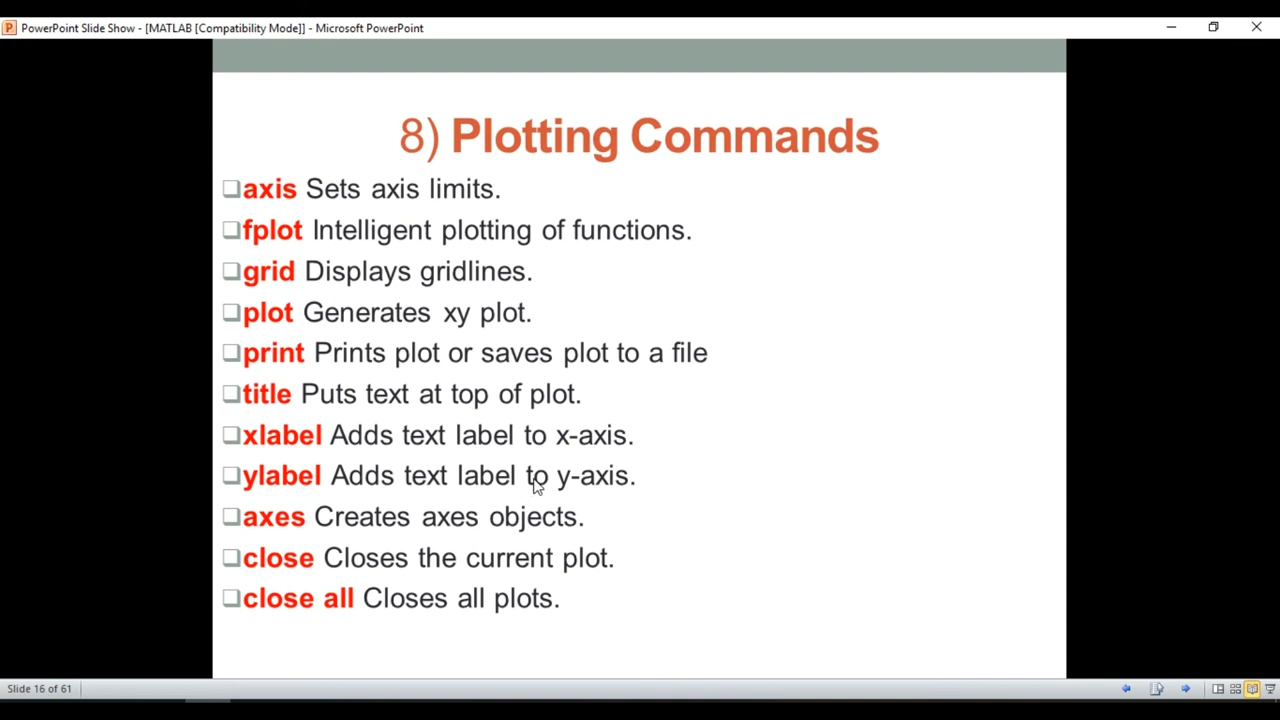 PowerPoint Slide Show - [MATLAB [Compatibility Mode]] - Microsoft PowerPoint
8) Plotting Commands
axis Sets axis limits.
fplot Intelligent plotting of functions.
grid Displays gridlines.
plot Generates xy plot.
print Prints plot or saves plot to a file
title Puts text at top of plot.
xlabel Adds text label to x-axis.
ylabel Adds text label to y-axis.
axes Creates axes objects.
close Closes the current plot.
close all Closes all plots.
Slide 16 of 61